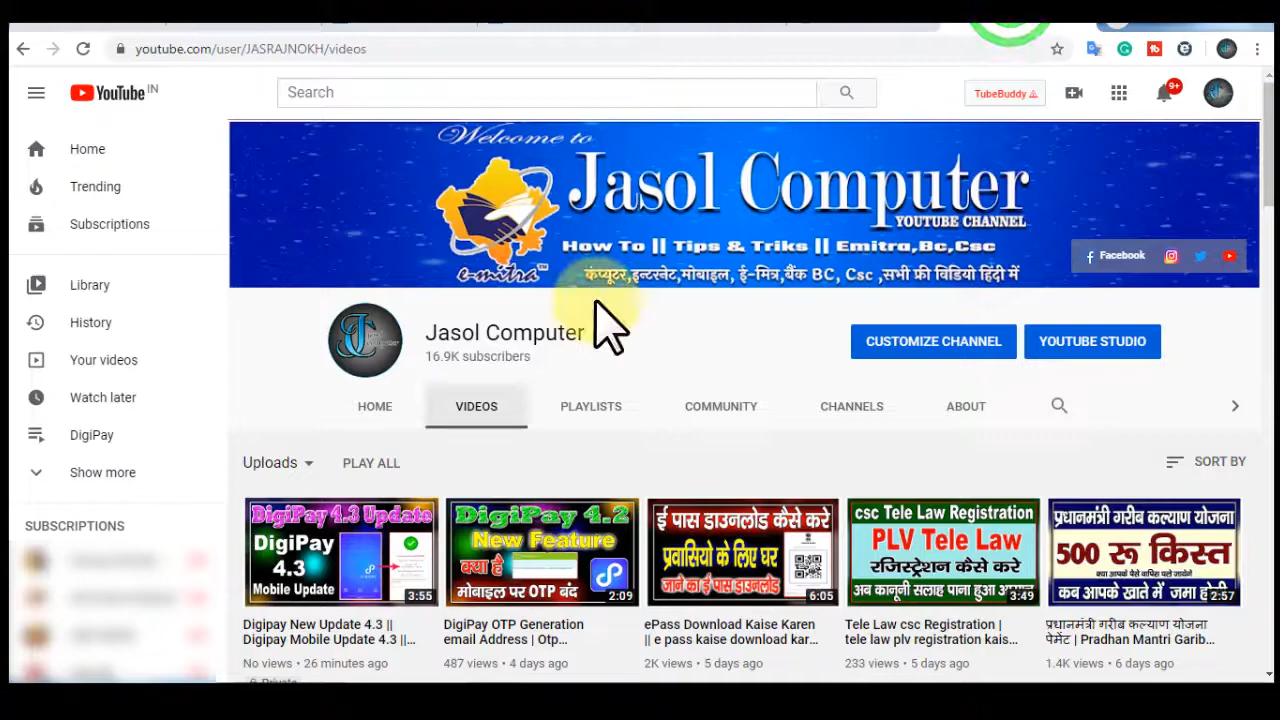 youtube.com/user/JASRAJNOKH/videos
YouTube IN
Search
TubeBuddy
9+
Home
Trending
Subscriptions
Library
History
Your videos
Watch later
DigiPay
Show more
SUBSCRIPTIONS
Welcome to
Jasol Computer
YOUTUBE CHANNEL
How To || Tips & Triks || Emitra,Bc,Csc
e-mitra™
कंप्यूटर,इन्टरनेट,मोबाइल, ई-मित्र,बैंक BC, Csc ,सभी फ्री विडियो हिंदी में
Facebook
Jasol Computer
16.9K subscribers
CUSTOMIZE CHANNEL
YOUTUBE STUDIO
HOME
VIDEOS
PLAYLISTS
COMMUNITY
CHANNELS
ABOUT
Uploads
PLAY ALL
SORT BY
DigiPay 4.3 Update
DigiPay
4.3
Mobile Update
3:55
Digipay New Update 4.3 ||
Digipay Mobile Update 4.3 ||...
No views • 26 minutes ago
Private
DigiPay 4.2
New Feature
क्या है
मोबाइल पर OTP बंद
2:09
DigiPay OTP Generation
email Address | Otp...
487 views • 4 days ago
ई पास डाउनलोड कैसे करे
प्रवासियो के लिए घर
जाने का ई पास डाउनलोड
6:05
ePass Download Kaise Karen
|| e pass kaise download kar...
2K views • 5 days ago
csc Tele Law Registration
PLV Tele Law
रजिस्ट्रेशन कैसे करे
अब कानूनी सलाह पाना हुआ
3:49
Tele Law csc Registration |
tele law plv registration kais...
233 views • 5 days ago
प्रधानमंत्री गरीब कल्याण योजना
500 रू किस्त
क्या आपके पैसे वापिस चले जायेगे
कब आपके खाते में जमा
2:57
प्रधानमंत्री गरीब कल्याण योजना
पेमेंट | Pradhan Mantri Garib...
1.4K views • 6 days ago